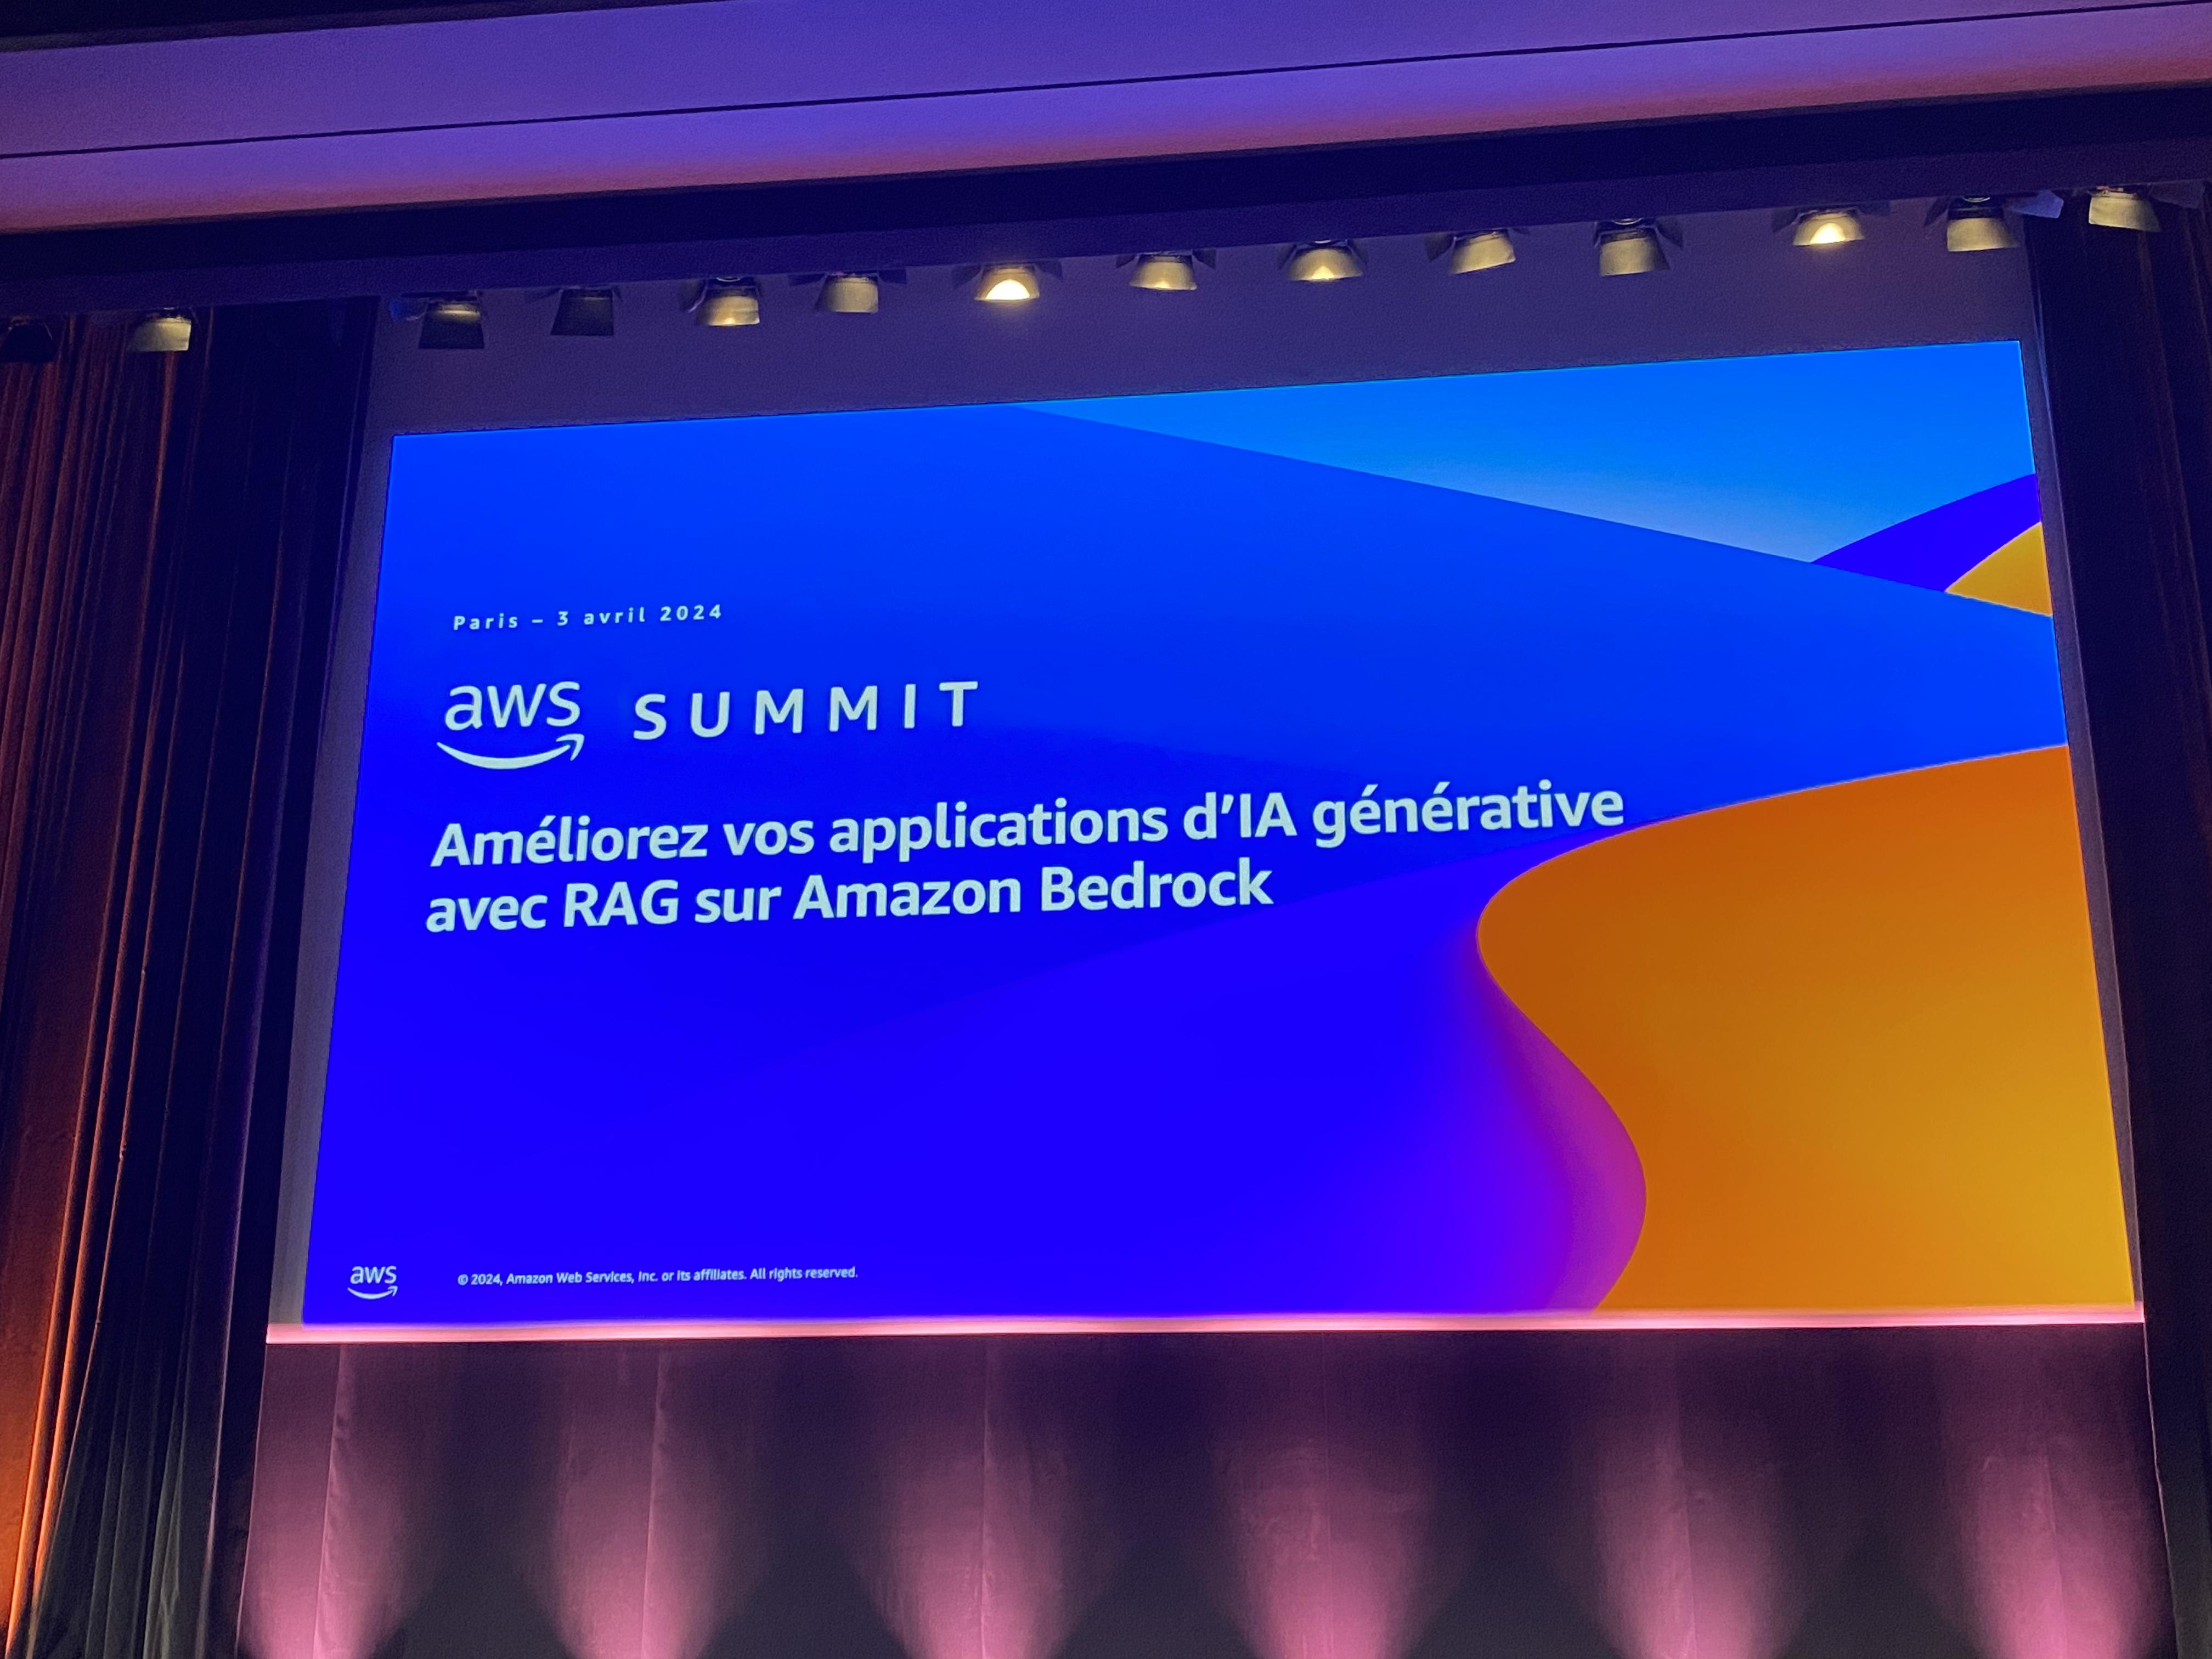 Paris – 3 avril 2024
aws SUMMIT
Améliorez vos applications d’IA générative
avec RAG sur Amazon Bedrock
aws © 2024, Amazon Web Services, Inc. or its affiliates. All rights reserved.